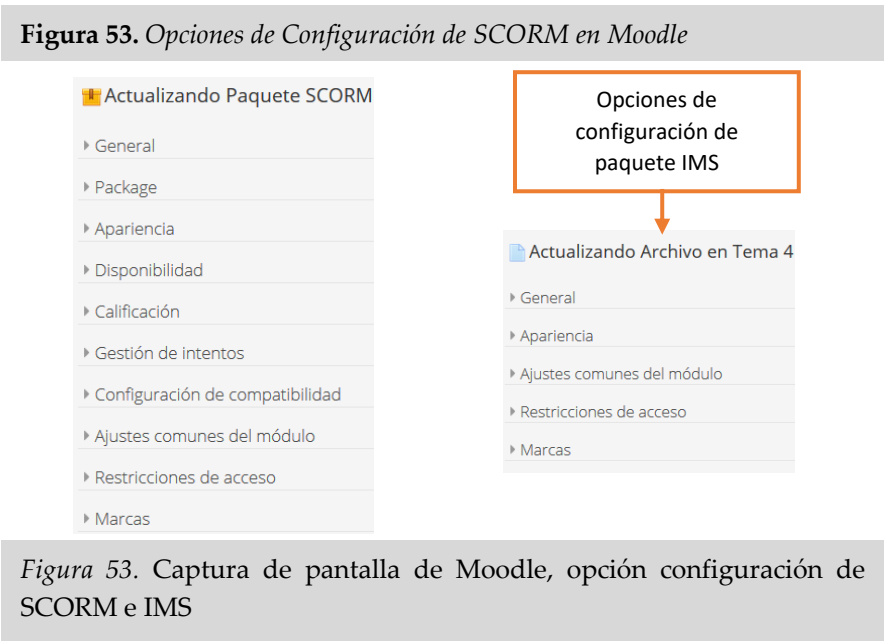 Figura 53. Opciones de Configuración de SCORM en Moodle
Actualizando Paquete SCORM
General
Package
Apariencia
Disponibilidad
Calificación
Gestión de intentos
Configuración de compatibilidad
Ajustes comunes del módulo
Restricciones de acceso
Marcas
Opciones de
configuración de
paquete IMS
Actualizando Archivo en Tema 4
General
Apariencia
Ajustes comunes del módulo
Restricciones de acceso
Marcas
Figura 53. Captura de pantalla de Moodle, opción configuración de
SCORM e IMS